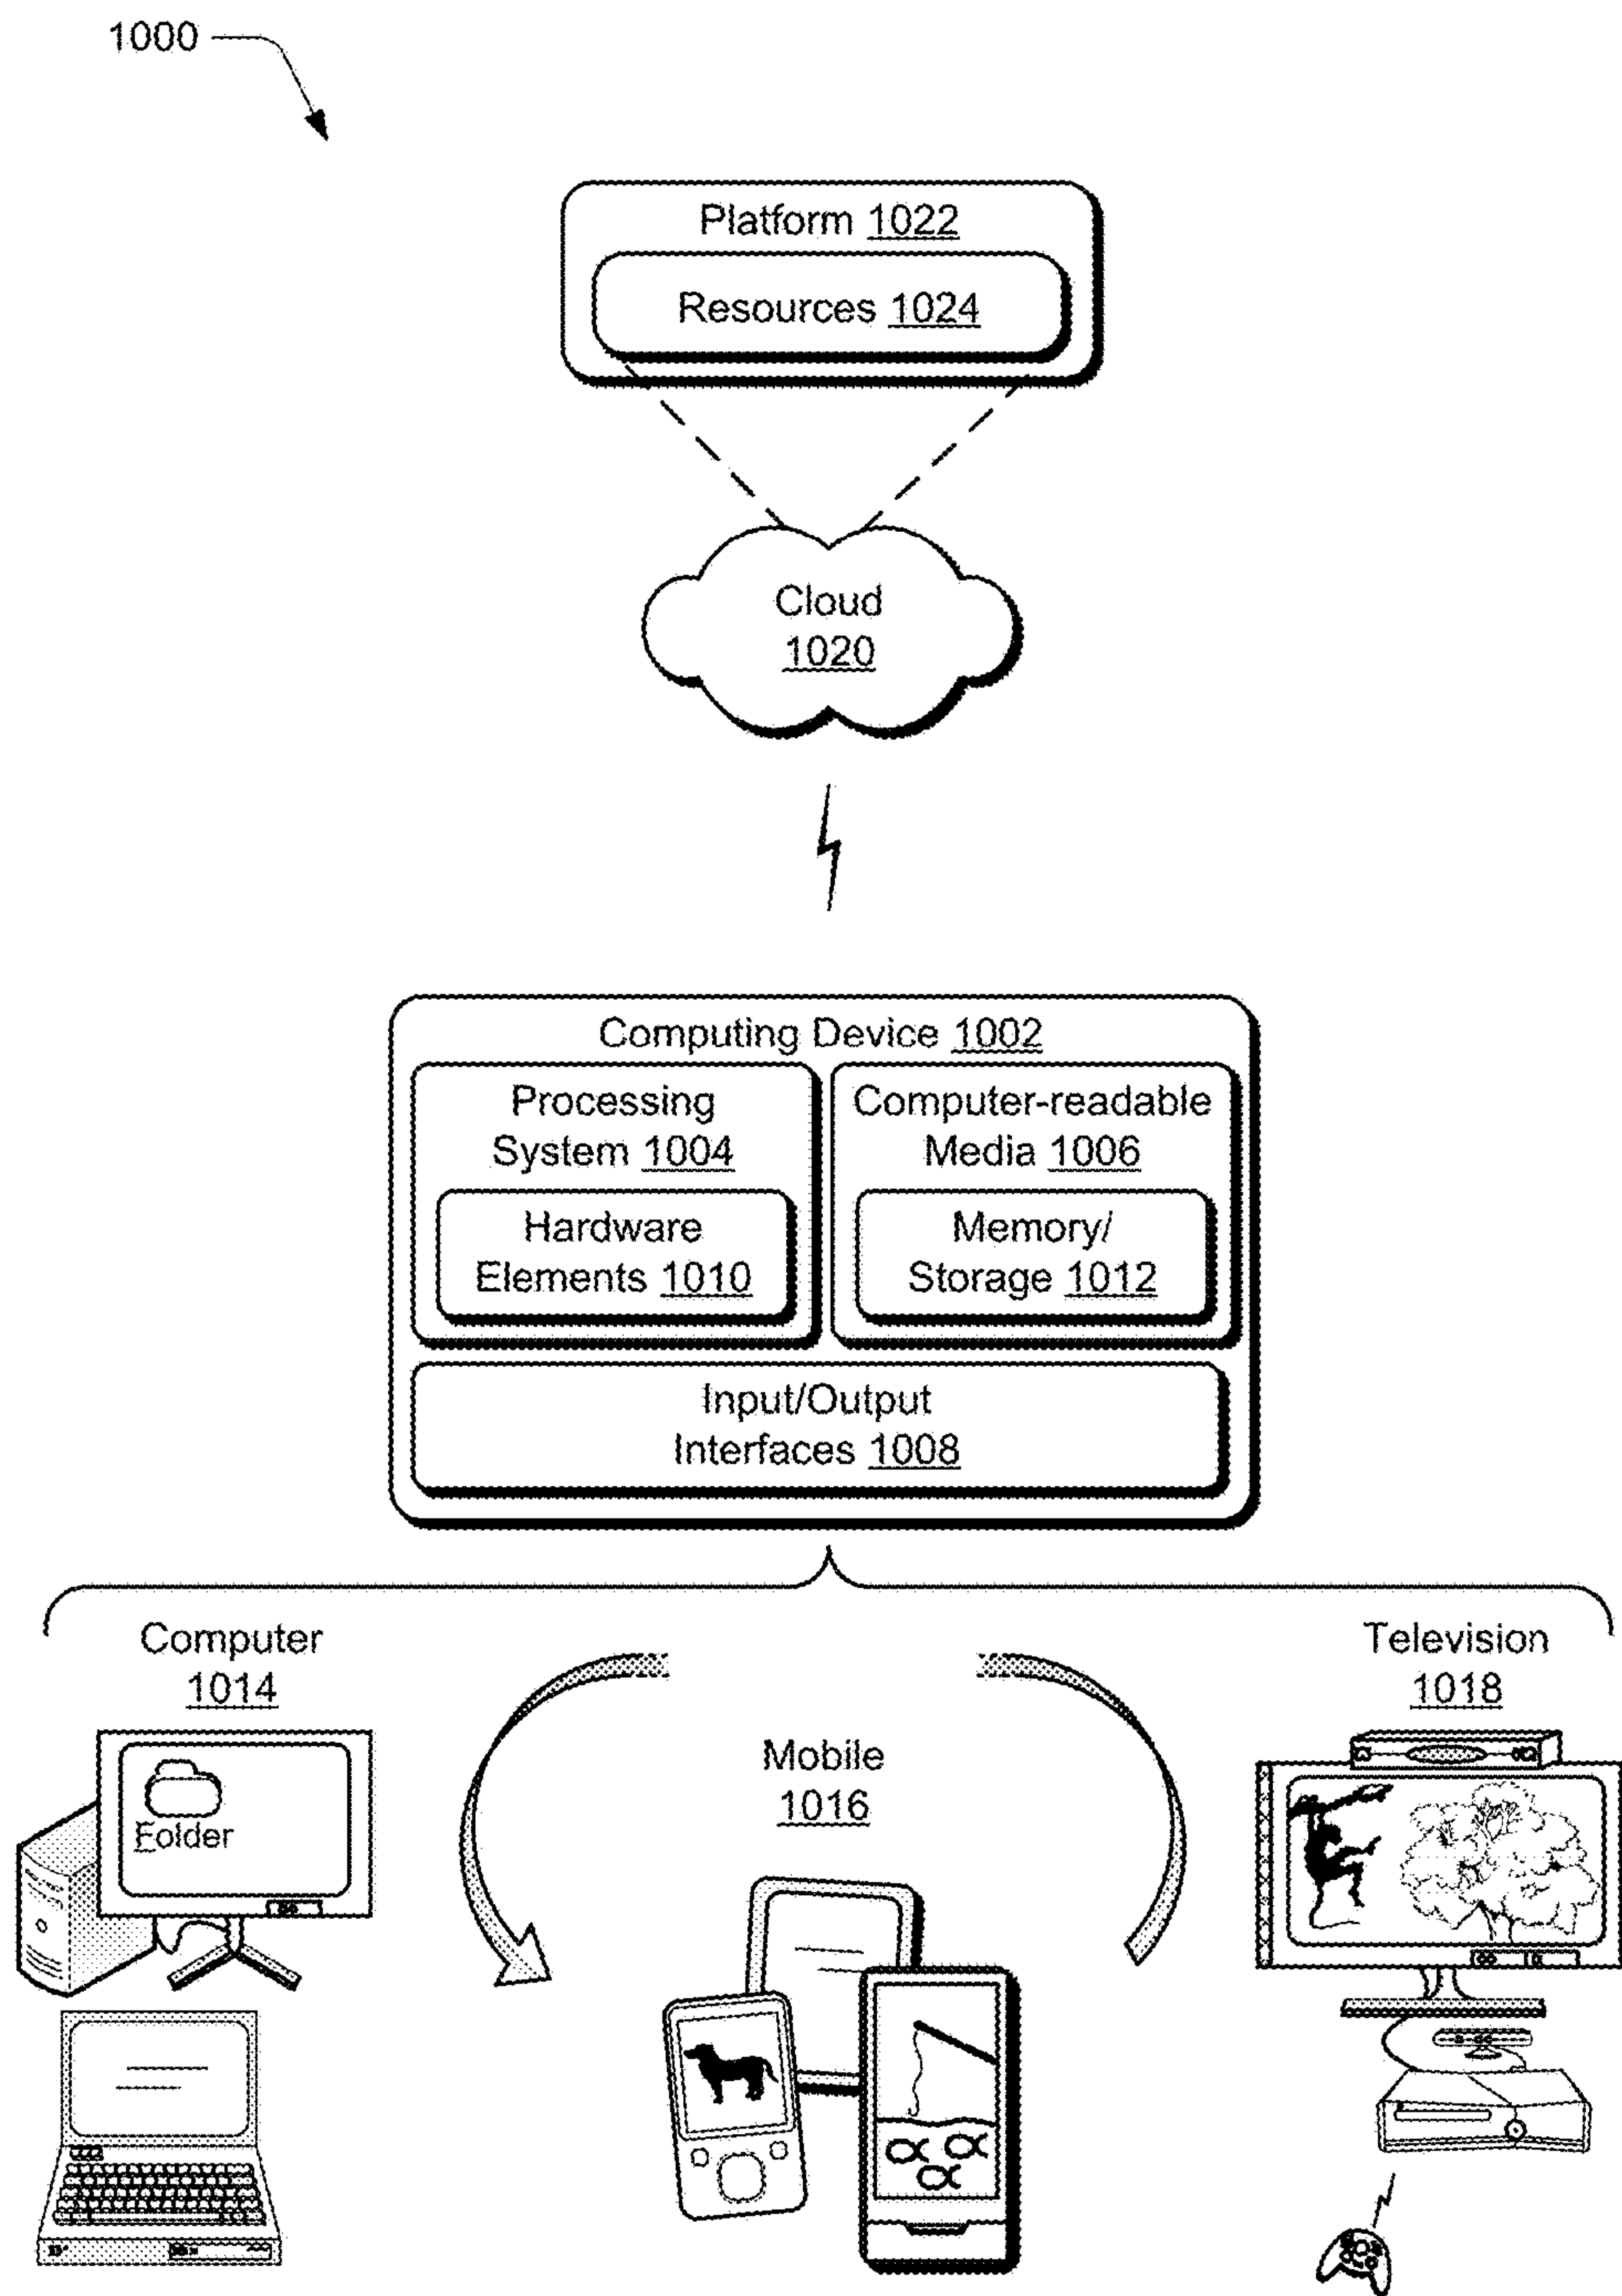 1000
Platform 1022
Resources 1024
Cloud
1020
Computing Device 1002
Processing
System 1004
Hardware
Elements 1010
Computer-readable
Media 1006
Memory/
Storage 1012
Input/Output
Interfaces 1008
Computer
1014
Folder
Mobile
1016
Television
1018